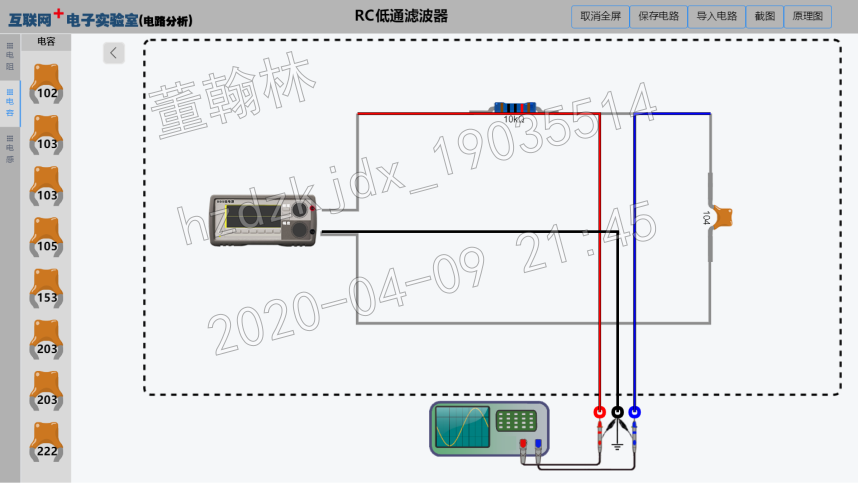 互联网+电子实验室(电路分析)
RC低通滤波器
取消全屏
保存电路
导入电路
截图
原理图
电阻
电容
电感
电容
102
103
103
105
153
203
203
222
10kΩ
104
董翰林
hzdzkjdx_19035514
2020-04-09 21:45